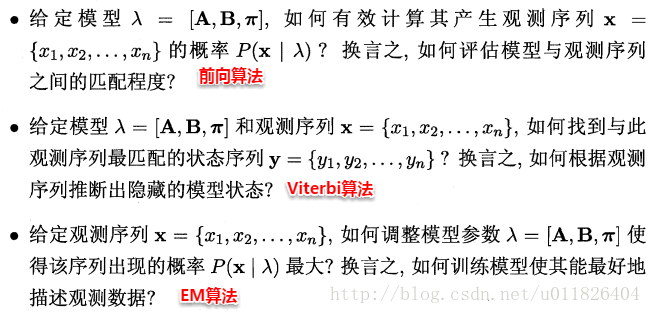 • 给定模型 λ = [A, B, π], 如何有效计算其产生观测序列 x =
{x₁, x₂, ..., xₙ} 的概率 P(x | λ) ? 换言之, 如何评估模型与观测序列
之间的匹配程度? 前向算法
• 给定模型 λ = [A, B, π] 和观测序列 x = {x₁, x₂, ..., xₙ}, 如何找到与此
观测序列最匹配的状态序列 y = {y₁, y₂, ..., yₙ} ? 换言之, 如何根据观测
序列推断出隐藏的模型状态? Viterbi算法
• 给定观测序列 x = {x₁, x₂, ..., xₙ}, 如何调整模型参数 λ = [A, B, π] 使
得该序列出现的概率 P(x | λ) 最大? 换言之, 如何训练模型使其能最好地
描述观测数据? EM算法
http://blog.csdn.net/u011826404